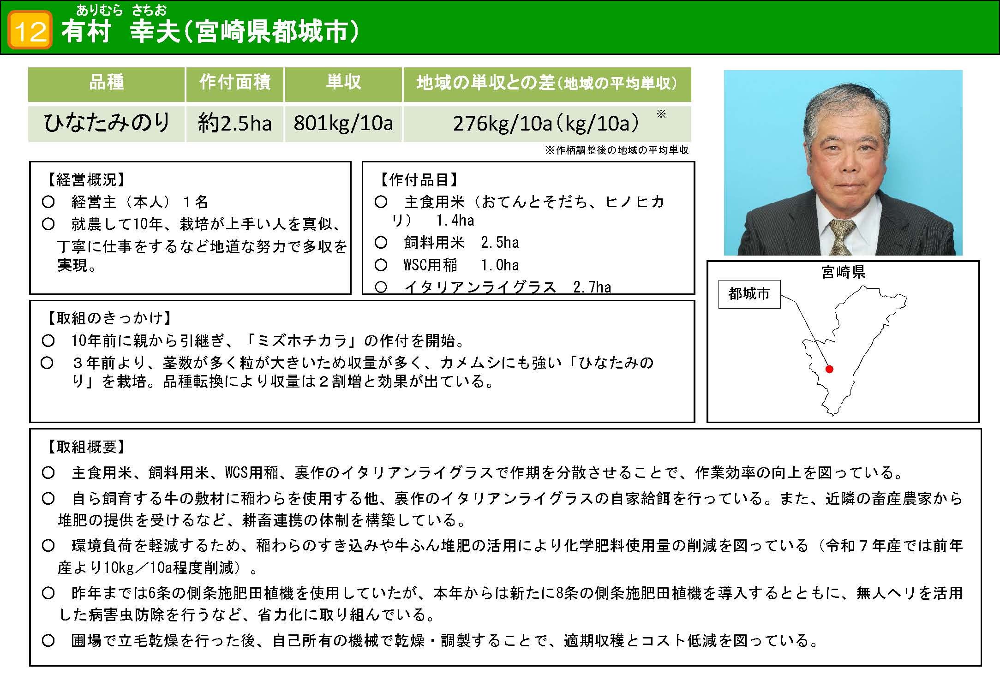 ありむら さちお
12 有村　幸夫（宮崎県都城市）
品種 作付面積 単収 地域の単収との差（地域の平均単収）
ひなたみのり 約2.5ha 801kg/10a 276kg/10a（kg/10a） ※
※作柄調整後の地域の平均単収
【経営概況】
○　経営主（本人）１名
○　就農して10年、栽培が上手い人を真似、
丁寧に仕事をするなど地道な努力で多収を
実現。
【作付品目】
○　主食用米（おてんとそだち、ヒノヒカ
リ）　1.4ha
○　飼料用米　2.5ha
○　WSC用稲　1.0ha
○　イタリアンライグラス　2.7ha
宮崎県
都城市
【取組のきっかけ】
○　10年前に親から引継ぎ、「ミズホチカラ」の作付を開始。
○　３年前より、茎数が多く粒が大きいため収量が多く、カメムシにも強い「ひなたみの
り」を栽培。品種転換により収量は２割増と効果が出ている。
【取組概要】
○　主食用米、飼料用米、WCS用稲、裏作のイタリアンライグラスで作期を分散させることで、作業効率の向上を図っている。
○　自ら飼育する牛の敷材に稲わらを使用する他、裏作のイタリアンライグラスの自家給餌を行っている。また、近隣の畜産農家から
堆肥の提供を受けるなど、耕畜連携の体制を構築している。
○　環境負荷を軽減するため、稲わらのすき込みや牛ふん堆肥の活用により化学肥料使用量の削減を図っている（令和７年産では前年
産より10kg／10a程度削減）。
○　昨年までは6条の側条施肥田植機を使用していたが、本年からは新たに8条の側条施肥田植機を導入するとともに、無人ヘリを活用
した病害虫防除を行うなど、省力化に取り組んでいる。
○　圃場で立毛乾燥を行った後、自己所有の機械で乾燥・調製することで、適期収穫とコスト低減を図っている。